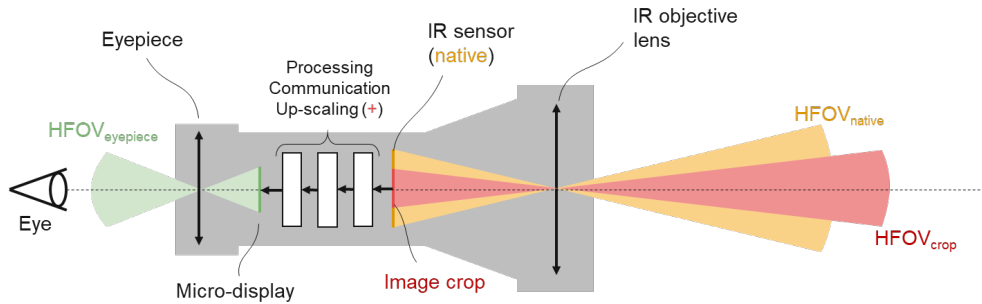 Eyepiece
Processing
Communication
Up-scaling (+)
IR sensor
(native)
IR objective
lens
HFOVeyepiece
HFOVnative
Eye
HFOVcrop
Micro-display
Image crop